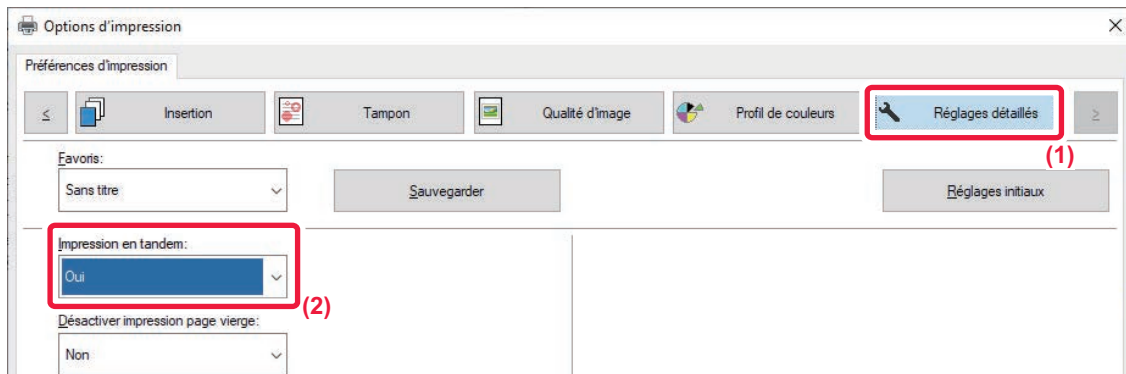 Options d'impression
Préférences d'impression
< Insertion Tampon Qualité d'image Profil de couleurs Réglages détaillés >
(1)
Favoris:
Sans titre Sauvegarder Réglages initiaux
Impression en tandem:
Oui
(2)
Désactiver impression page vierge:
Non